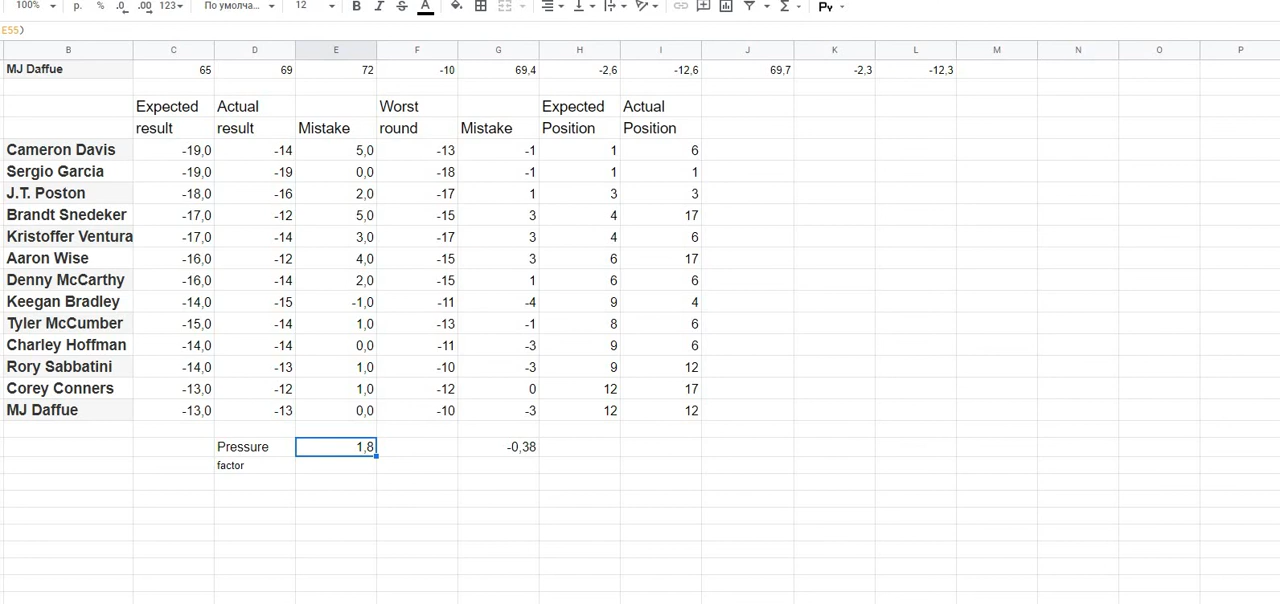 100% р. % .0 .00 123 По умолча... 12 B I S A Σ Ру
E55)
B C D E F G H I J K L M N O P
MJ Daffue 65 69 72 -10 69,4 -2,6 -12,6 69,7 -2,3 -12,3
Expected Actual Worst Expected Actual
result result Mistake round Mistake Position Position
Cameron Davis -19,0 -14 5,0 -13 -1 1 6
Sergio Garcia -19,0 -19 0,0 -18 -1 1 1
J.T. Poston -18,0 -16 2,0 -17 1 3 3
Brandt Snedeker -17,0 -12 5,0 -15 3 4 17
Kristoffer Ventura -17,0 -14 3,0 -17 3 4 6
Aaron Wise -16,0 -12 4,0 -15 3 6 17
Denny McCarthy -16,0 -14 2,0 -15 1 6 6
Keegan Bradley -14,0 -15 -1,0 -11 -4 9 4
Tyler McCumber -15,0 -14 1,0 -13 -1 8 6
Charley Hoffman -14,0 -14 0,0 -11 -3 9 6
Rory Sabbatini -14,0 -13 1,0 -10 -3 9 12
Corey Conners -13,0 -12 1,0 -12 0 12 17
MJ Daffue -13,0 -13 0,0 -10 -3 12 12
Pressure 1,8 -0,38
factor